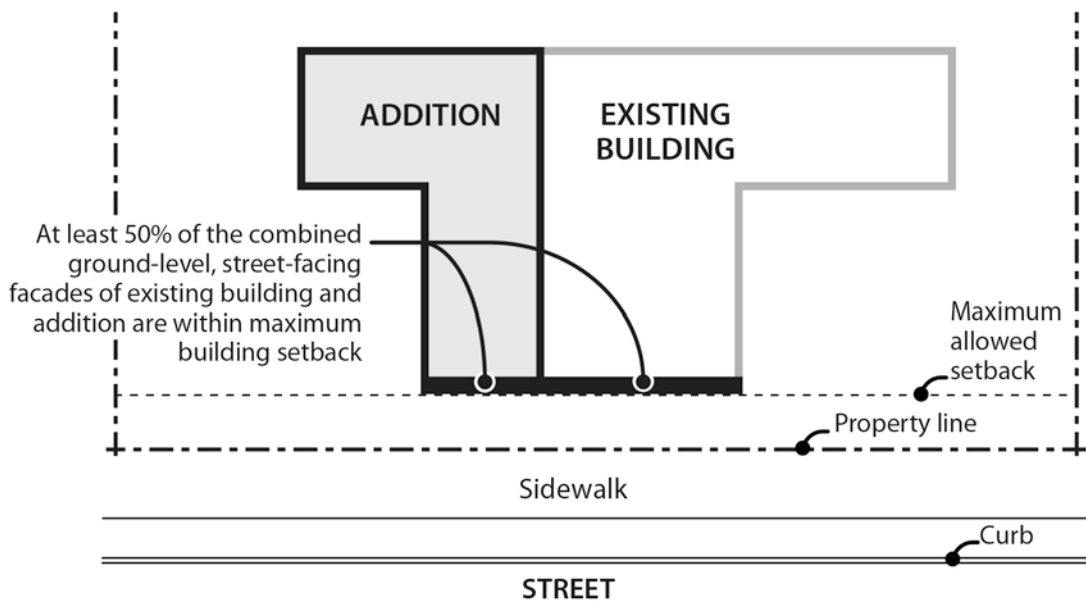 ADDITION
EXISTING
BUILDING
At least 50% of the combined
ground-level, street-facing
facades of existing building and
addition are within maximum
building setback
Maximum
allowed
setback
Property line
Sidewalk
Curb
STREET